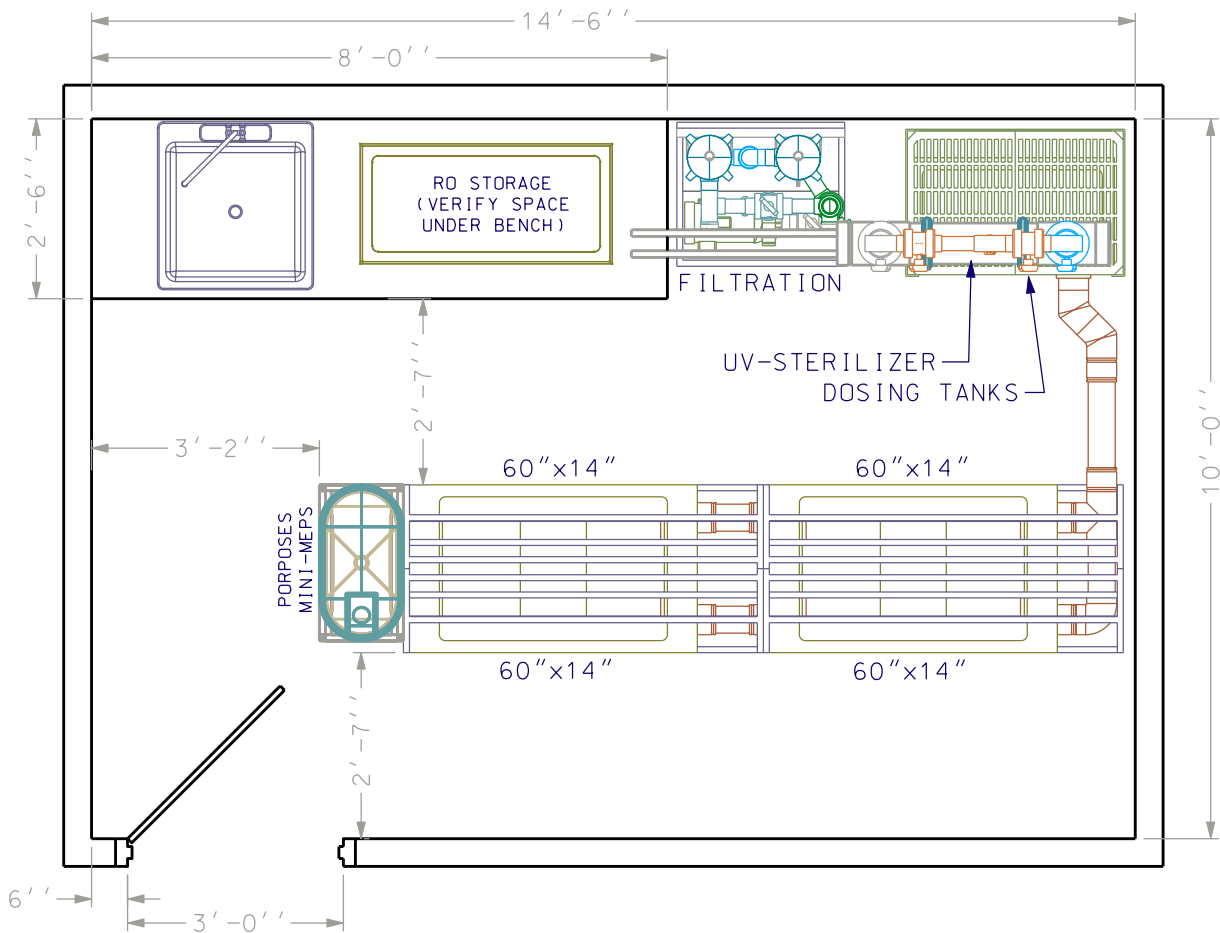 14'-6''
8'-0''
2'-6''
RO STORAGE
(VERIFY SPACE
UNDER BENCH)
FILTRATION
UV-STERILIZER
DOSING TANKS
2'-7''
3'-2''
10'-0''
60"x14"
60"x14"
PORPOSES
MINI-MEPS
60"x14"
60"x14"
2'-7''
6''
3'-0''